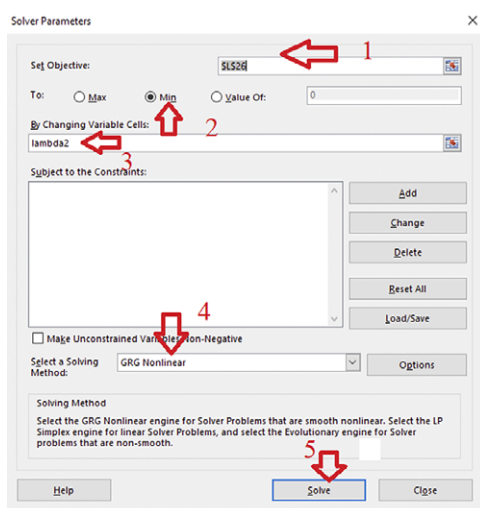 Solver Parameters
Set Objective:
$L$26
1
To:
Max
Min
Value Of:
0
2
By Changing Variable Cells:
lambda2
3
Subject to the Constraints:
Add
Change
Delete
Reset All
Load/Save
4
Make Unconstrained Variables Non-Negative
Select a Solving
Method:
GRG Nonlinear
Options
Solving Method
Select the GRG Nonlinear engine for Solver Problems that are smooth nonlinear. Select the LP
Simplex engine for linear Solver Problems, and select the Evolutionary engine for Solver
problems that are non-smooth.
5
Help
Solve
Close